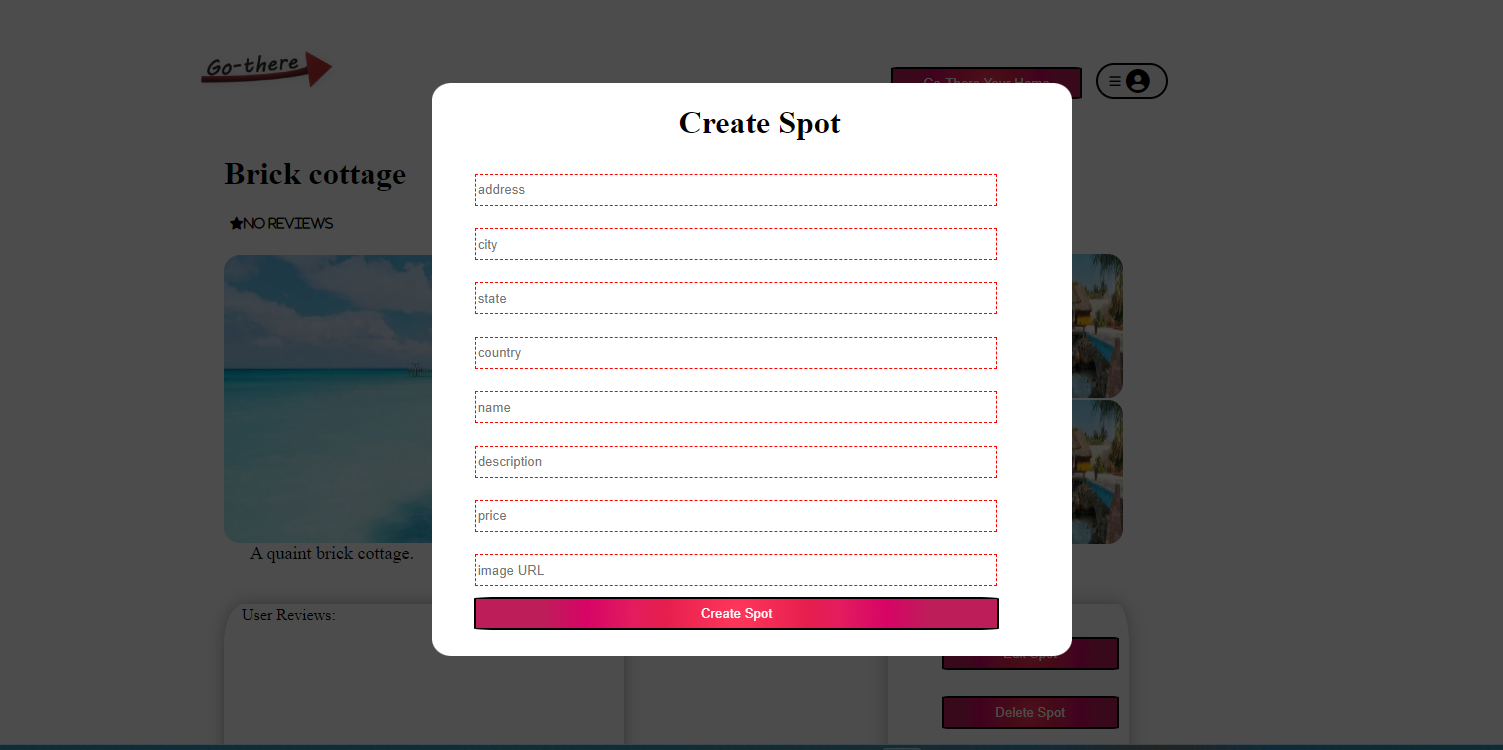 Go-there
Go-There Your Home
Create Spot
Brick cottage
NO REVIEWS
address
city
state
country
name
description
price
image URL
Create Spot
A quaint brick cottage.
User Reviews:
Edit Spot
Delete Spot